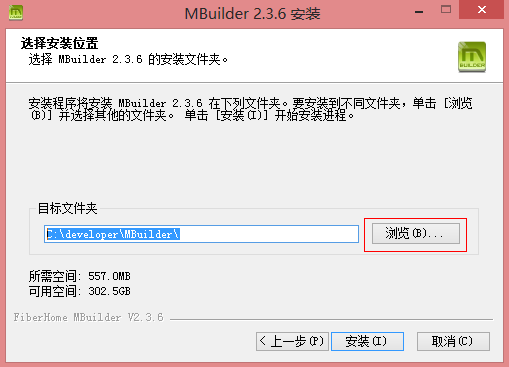 MBuilder 2.3.6 安装
选择安装位置
选择 MBuilder 2.3.6 的安装文件夹。
M
BUILDER
安装程序将安装 MBuilder 2.3.6 在下列文件夹。要安装到不同文件夹，单击 [浏览
(B)] 并选择其他的文件夹。 单击 [安装(I)] 开始安装进程。
目标文件夹
C:\developer\MBuilder\
浏览(B)...
所需空间: 557.0MB
可用空间: 302.5GB
FiberHome MBuilder V2.3.6
< 上一步(P)
安装(I)
取消(C)